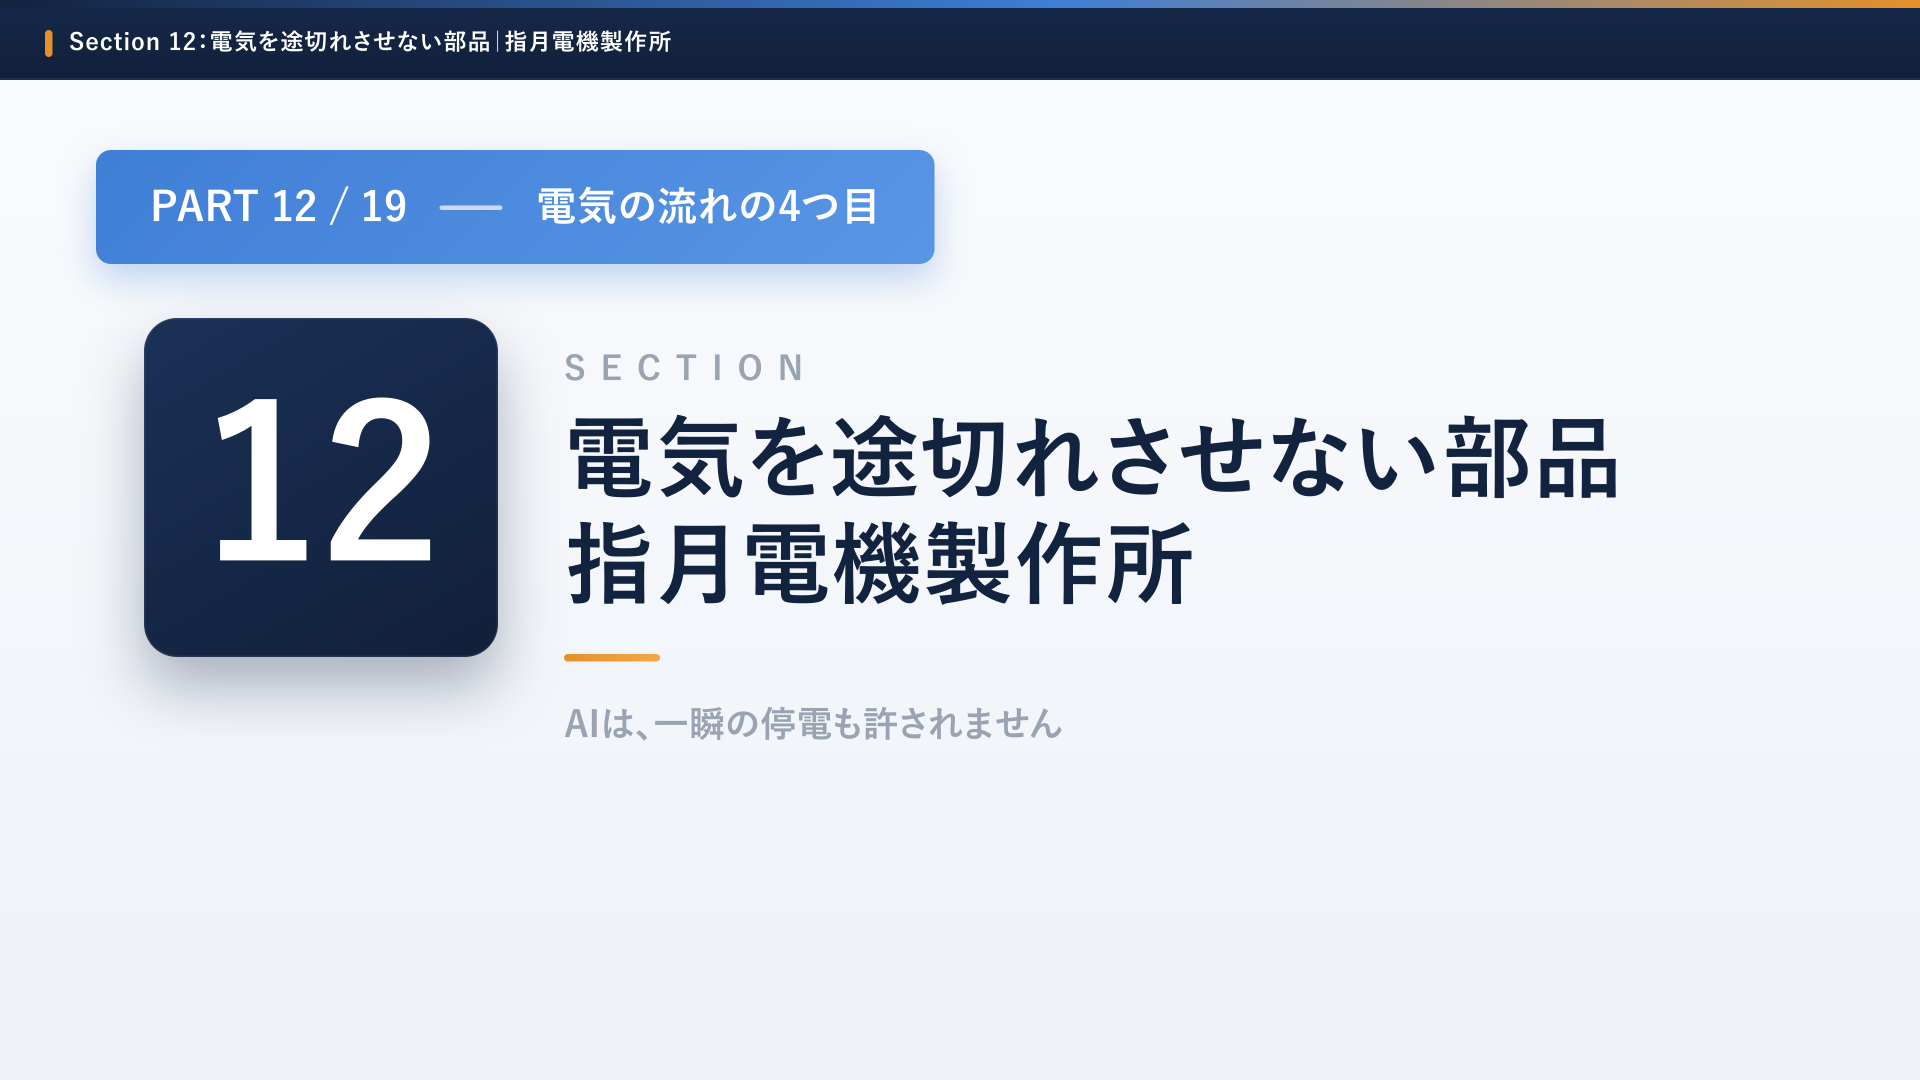 Section 12：電気を途切れさせない部品｜指月電機製作所
PART 12 / 19 — 電気の流れの4つ目
12
SECTION
電気を途切れさせない部品
指月電機製作所
AIは、一瞬の停電も許されません